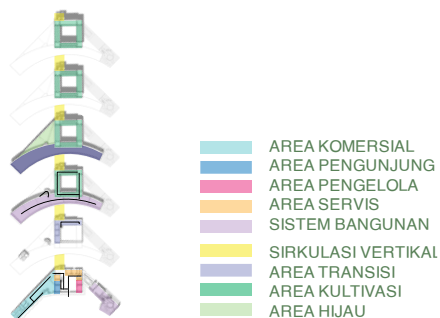 AREA KOMERSIAL
AREA PENGUNJUNG
AREA PENGELOLA
AREA SERVIS
SISTEM BANGUNAN
SIRKULASI VERTIKAL
AREA TRANSISI
AREA KULTIVASI
AREA HIJAU